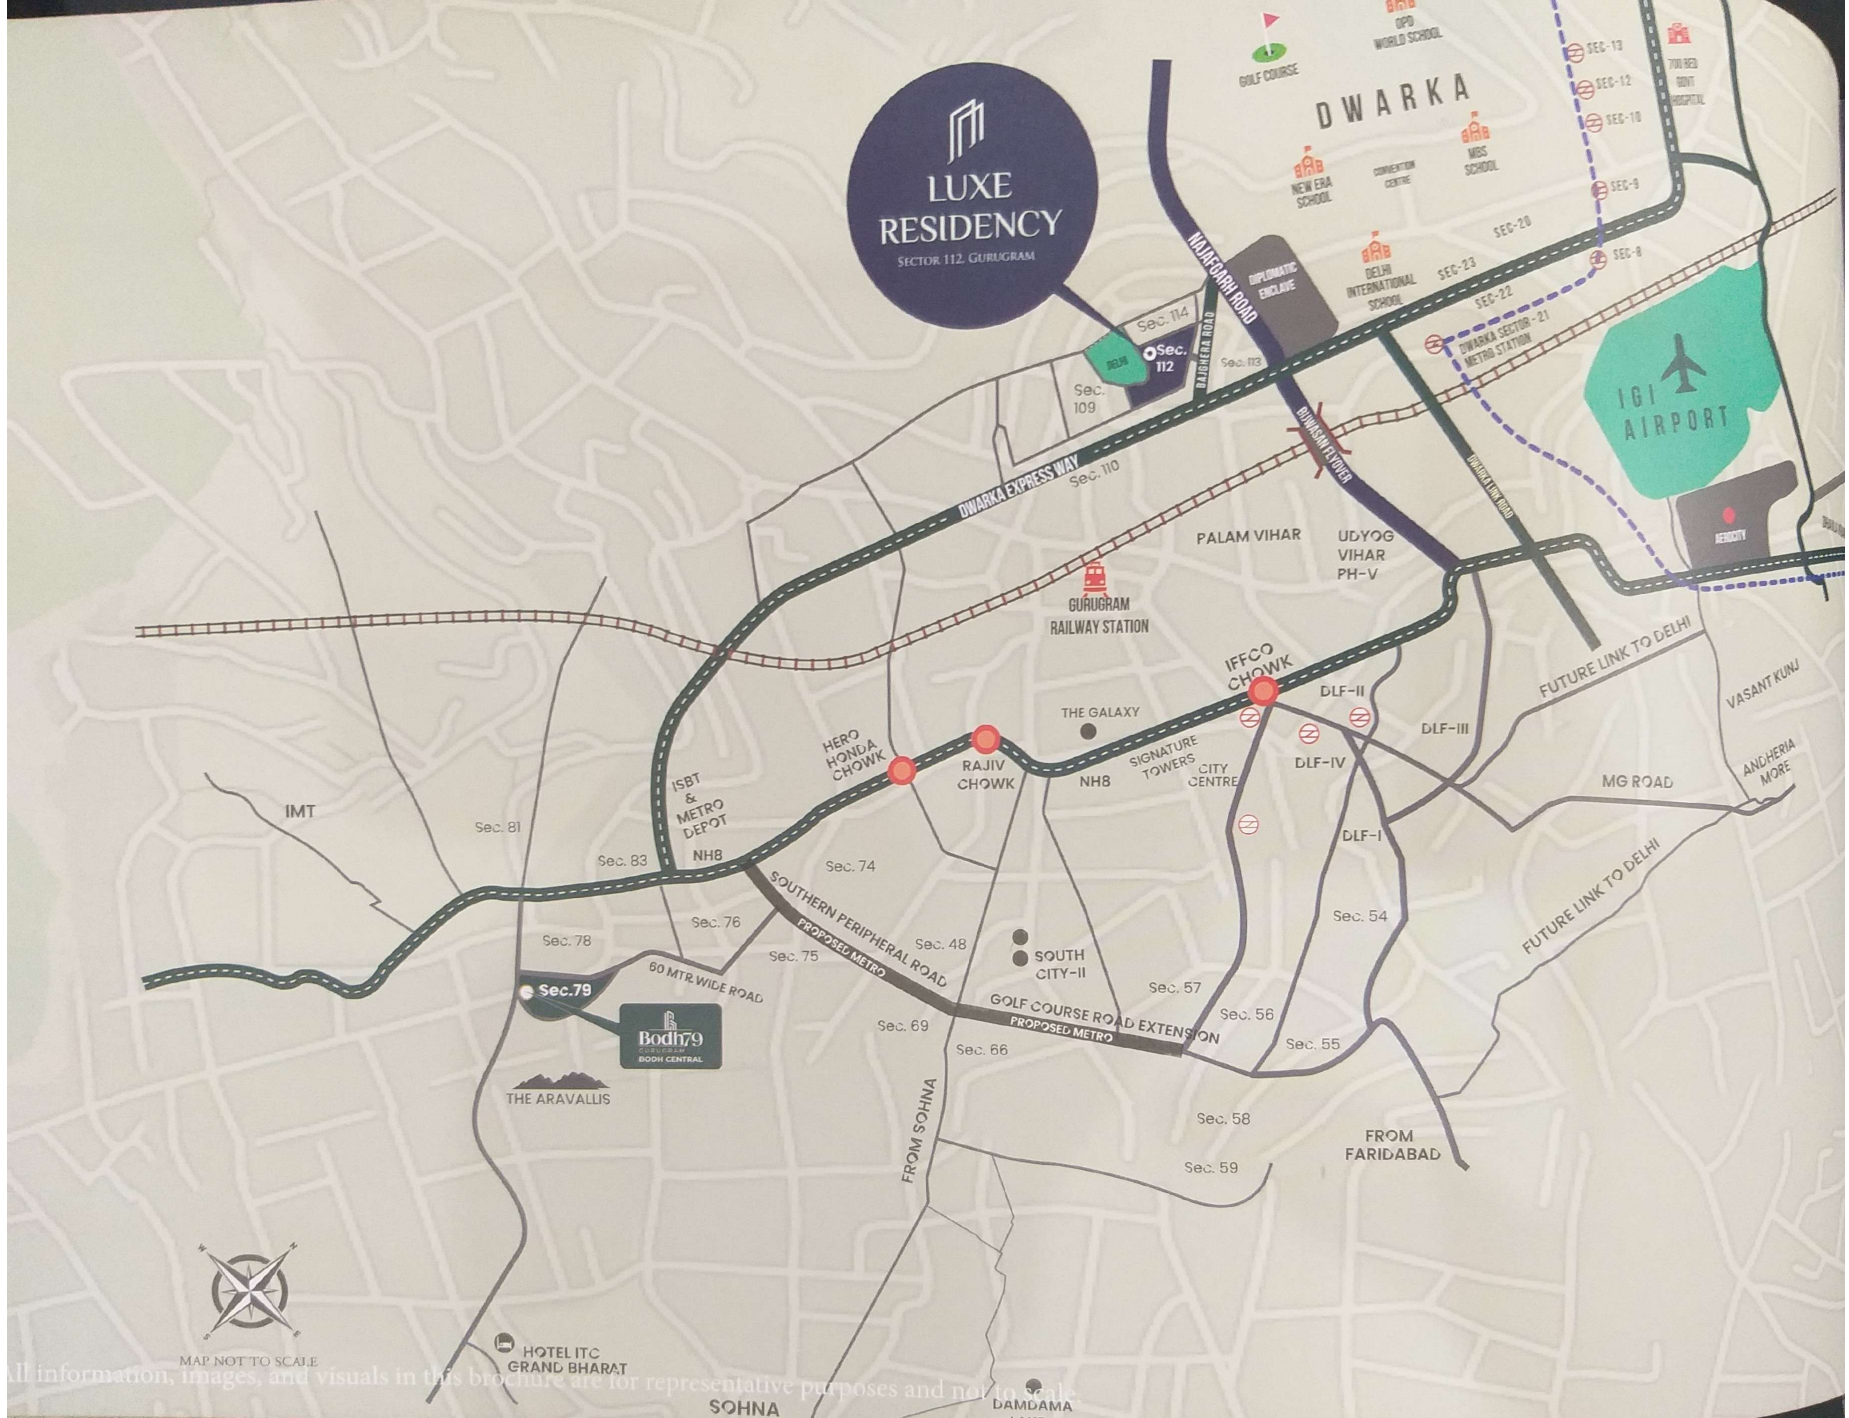 OPD
WORLD SCHOOL
GOLF COURSE
DWARKA
SEC-13
SEC-12
SEC-10
700 BED
GOVT
HOSPITAL
LUXE
RESIDENCY
SECTOR 112, GURUGRAM
NEW ERA
SCHOOL
CONVENTION
CENTRE
MBS
SCHOOL
SEC-9
SEC-20
SEC-8
NAJAFGARH ROAD
DIPLOMATIC
ENCLAVE
DELHI
INTERNATIONAL
SCHOOL
SEC-23
SEC-22
DWARKA SECTOR-21
METRO STATION
Sec. 114
DELHI
Sec.
112
BAJGHERA ROAD
Sec. 113
Sec.
109
IGI
AIRPORT
BIJWASAN FLYOVER
DWARKA LINK ROAD
DWARKA EXPRESS WAY
Sec. 110
AEROCITY
PALAM VIHAR
UDYOG
VIHAR
PH-V
GURUGRAM
RAILWAY STATION
FUTURE LINK TO DELHI
VASANT KUNJ
IFFCO
CHOWK
DLF-II
DLF-III
THE GALAXY
HERO
HONDA
CHOWK
RAJIV
CHOWK
NH8
SIGNATURE
TOWERS
CITY
CENTRE
DLF-IV
MG ROAD
ANDHERIA
MORE
ISBT
&
METRO
DEPOT
IMT
Sec. 81
Sec. 83
NH8
Sec. 74
DLF-I
FUTURE LINK TO DELHI
SOUTHERN PERIPHERAL ROAD
PROPOSED METRO
Sec. 76
Sec. 78
Sec. 75
Sec. 48
SOUTH
CITY-II
Sec. 54
60 MTR WIDE ROAD
Sec.79
Sec. 57
Sec. 56
GOLF COURSE ROAD EXTENSION
PROPOSED METRO
Sec. 69
Sec. 66
Sec. 55
Bodh79
GURUGRAM
BODH CENTRAL
THE ARAVALLIS
FROM SOHNA
Sec. 58
Sec. 59
FROM
FARIDABAD
W
N
S
E
MAP NOT TO SCALE
HOTEL ITC
GRAND BHARAT
All information, images, and visuals in this brochure are for representative purposes and not to scale.
SOHNA
DAMDAMA